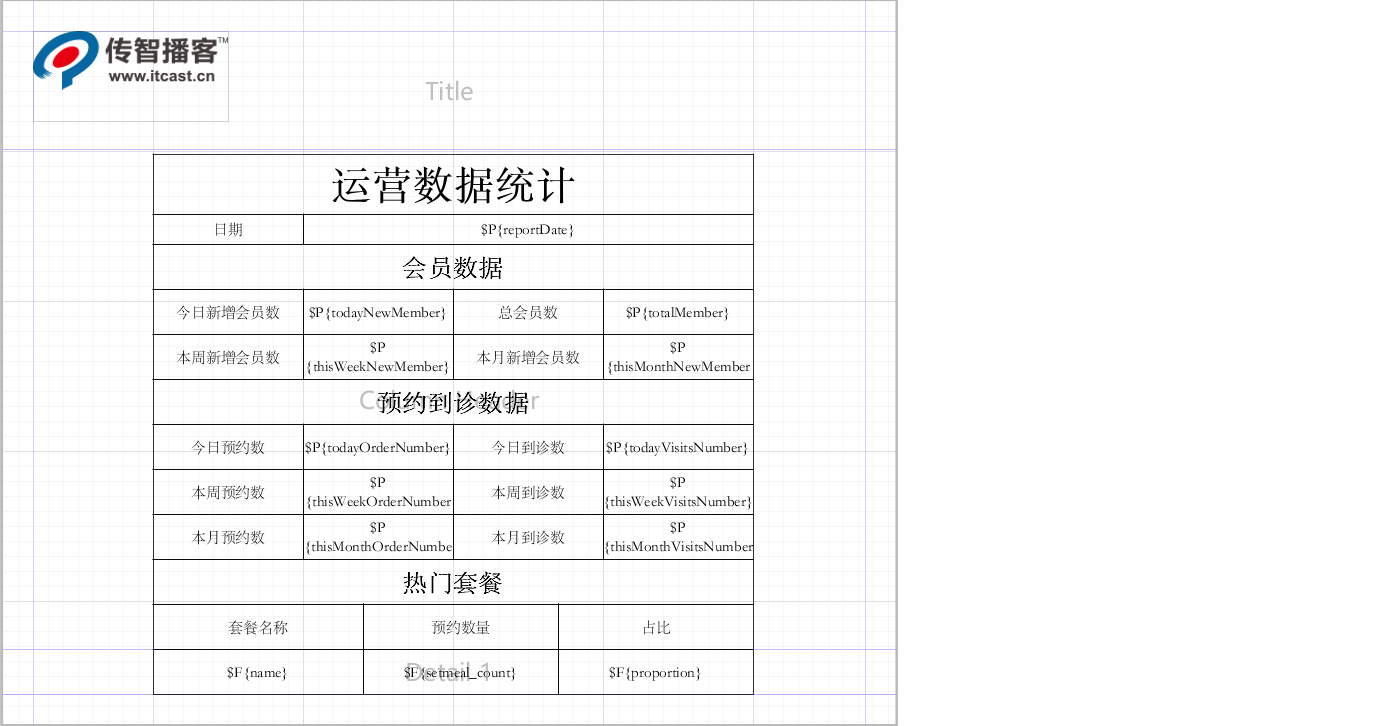 传智播客™
www.itcast.cn
Title
运营数据统计
日期 $P{reportDate}
会员数据
今日新增会员数 $P{todayNewMember} 总会员数 $P{totalMember}
本周新增会员数 $P 本月新增会员数 $P
{thisWeekNewMember} {thisMonthNewMember
Column Header
预约到诊数据
今日预约数 $P{todayOrderNumber} 今日到诊数 $P{todayVisitsNumber}
本周预约数 $P 本周到诊数 $P
{thisWeekOrderNumber {thisWeekVisitsNumber}
本月预约数 $P 本月到诊数 $P
{thisMonthOrderNumbe {thisMonthVisitsNumber
热门套餐
套餐名称 预约数量 占比
Detail 1
$F{name} $F{setmeal_count} $F{proportion}